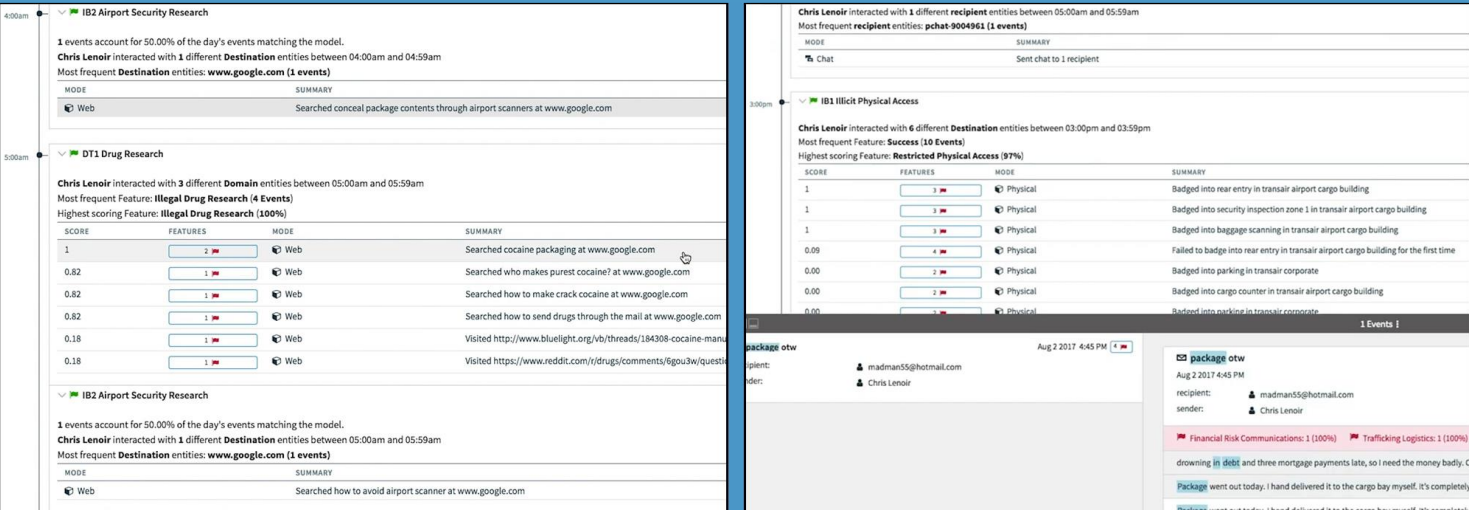 4:00am
IB2 Airport Security Research
1 events account for 50.00% of the day's events matching the model.
Chris Lenoir interacted with 1 different Destination entities between 04:00am and 04:59am
Most frequent Destination entities: www.google.com (1 events)
MODE SUMMARY
Web Searched conceal package contents through airport scanners at www.google.com
5:00am
DT1 Drug Research
Chris Lenoir interacted with 3 different Domain entities between 05:00am and 05:59am
Most frequent Feature: Illegal Drug Research (4 Events)
Highest scoring Feature: Illegal Drug Research (100%)
SCORE FEATURES MODE SUMMARY
1 2 Web Searched cocaine packaging at www.google.com
0.82 1 Web Searched who makes purest cocaine? at www.google.com
0.82 1 Web Searched how to make crack cocaine at www.google.com
0.82 1 Web Searched how to send drugs through the mail at www.google.com
0.18 1 Web Visited http://www.bluelight.org/vb/threads/184308-cocaine-manu
0.18 1 Web Visited https://www.reddit.com/r/drugs/comments/6gou3w/questi
IB2 Airport Security Research
1 events account for 50.00% of the day's events matching the model.
Chris Lenoir interacted with 1 different Destination entities between 05:00am and 05:59am
Most frequent Destination entities: www.google.com (1 events)
MODE SUMMARY
Web Searched how to avoid airport scanner at www.google.com
Chris Lenoir interacted with 1 different recipient entities between 05:00am and 05:59am
Most frequent recipient entities: pchat-9004961 (1 events)
MODE SUMMARY
Chat Sent chat to 1 recipient
3:00pm
IB1 Illicit Physical Access
Chris Lenoir interacted with 6 different Destination entities between 03:00pm and 03:59pm
Most frequent Feature: Success (10 Events)
Highest scoring Feature: Restricted Physical Access (97%)
SCORE FEATURES MODE SUMMARY
1 3 Physical Badged into rear entry in transair airport cargo building
1 3 Physical Badged into security inspection zone 1 in transair airport cargo building
1 3 Physical Badged into baggage scanning in transair airport cargo building
0.09 4 Physical Failed to badge into rear entry in transair airport cargo building for the first time
0.00 2 Physical Badged into parking in transair corporate
0.00 2 Physical Badged into cargo counter in transair airport cargo building
0.00 2 Physical Badged into parking in transair corporate
1 Events
package otw Aug 2 2017 4:45 PM 4
ipient: madman55@hotmail.com
nder: Chris Lenoir
package otw
Aug 2 2017 4:45 PM
recipient: madman55@hotmail.com
sender: Chris Lenoir
Financial Risk Communications: 1 (100%) Trafficking Logistics: 1 (100%)
drowning in debt and three mortgage payments late, so I need the money badly.
Package went out today. I hand delivered it to the cargo bay myself. It's completely